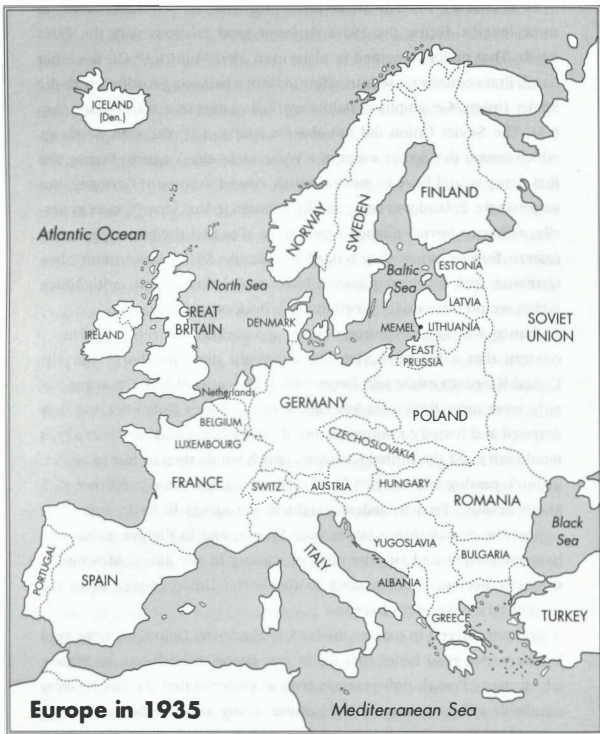 ICELAND
(Den.)
Atlantic Ocean
NORWAY
SWEDEN
FINLAND
North Sea
Baltic
Sea
ESTONIA
LATVIA
SOVIET
UNION
GREAT
BRITAIN
IRELAND
DENMARK
MEMEL
LITHUANIA
EAST
PRUSSIA
Netherlands
GERMANY
POLAND
BELGIUM
LUXEMBOURG
CZECHOSLOVAKIA
FRANCE
SWITZ.
AUSTRIA
HUNGARY
ROMANIA
Black
Sea
ITALY
YUGOSLAVIA
BULGARIA
PORTUGAL
SPAIN
ALBANIA
GREECE
TURKEY
Europe in 1935
Mediterranean Sea